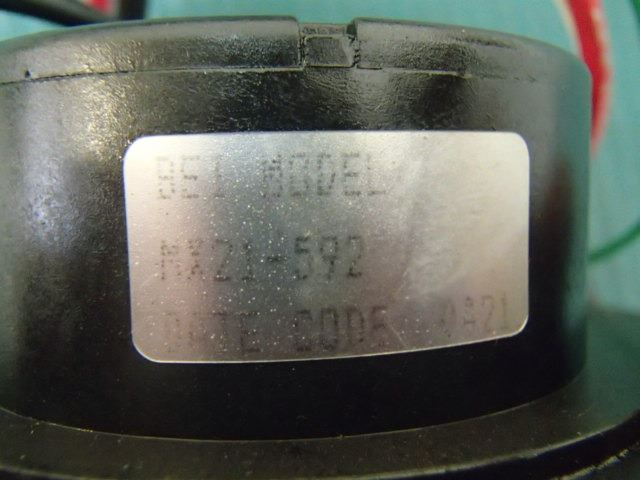 BEI MODEL:
MX21-592
DATE CODE